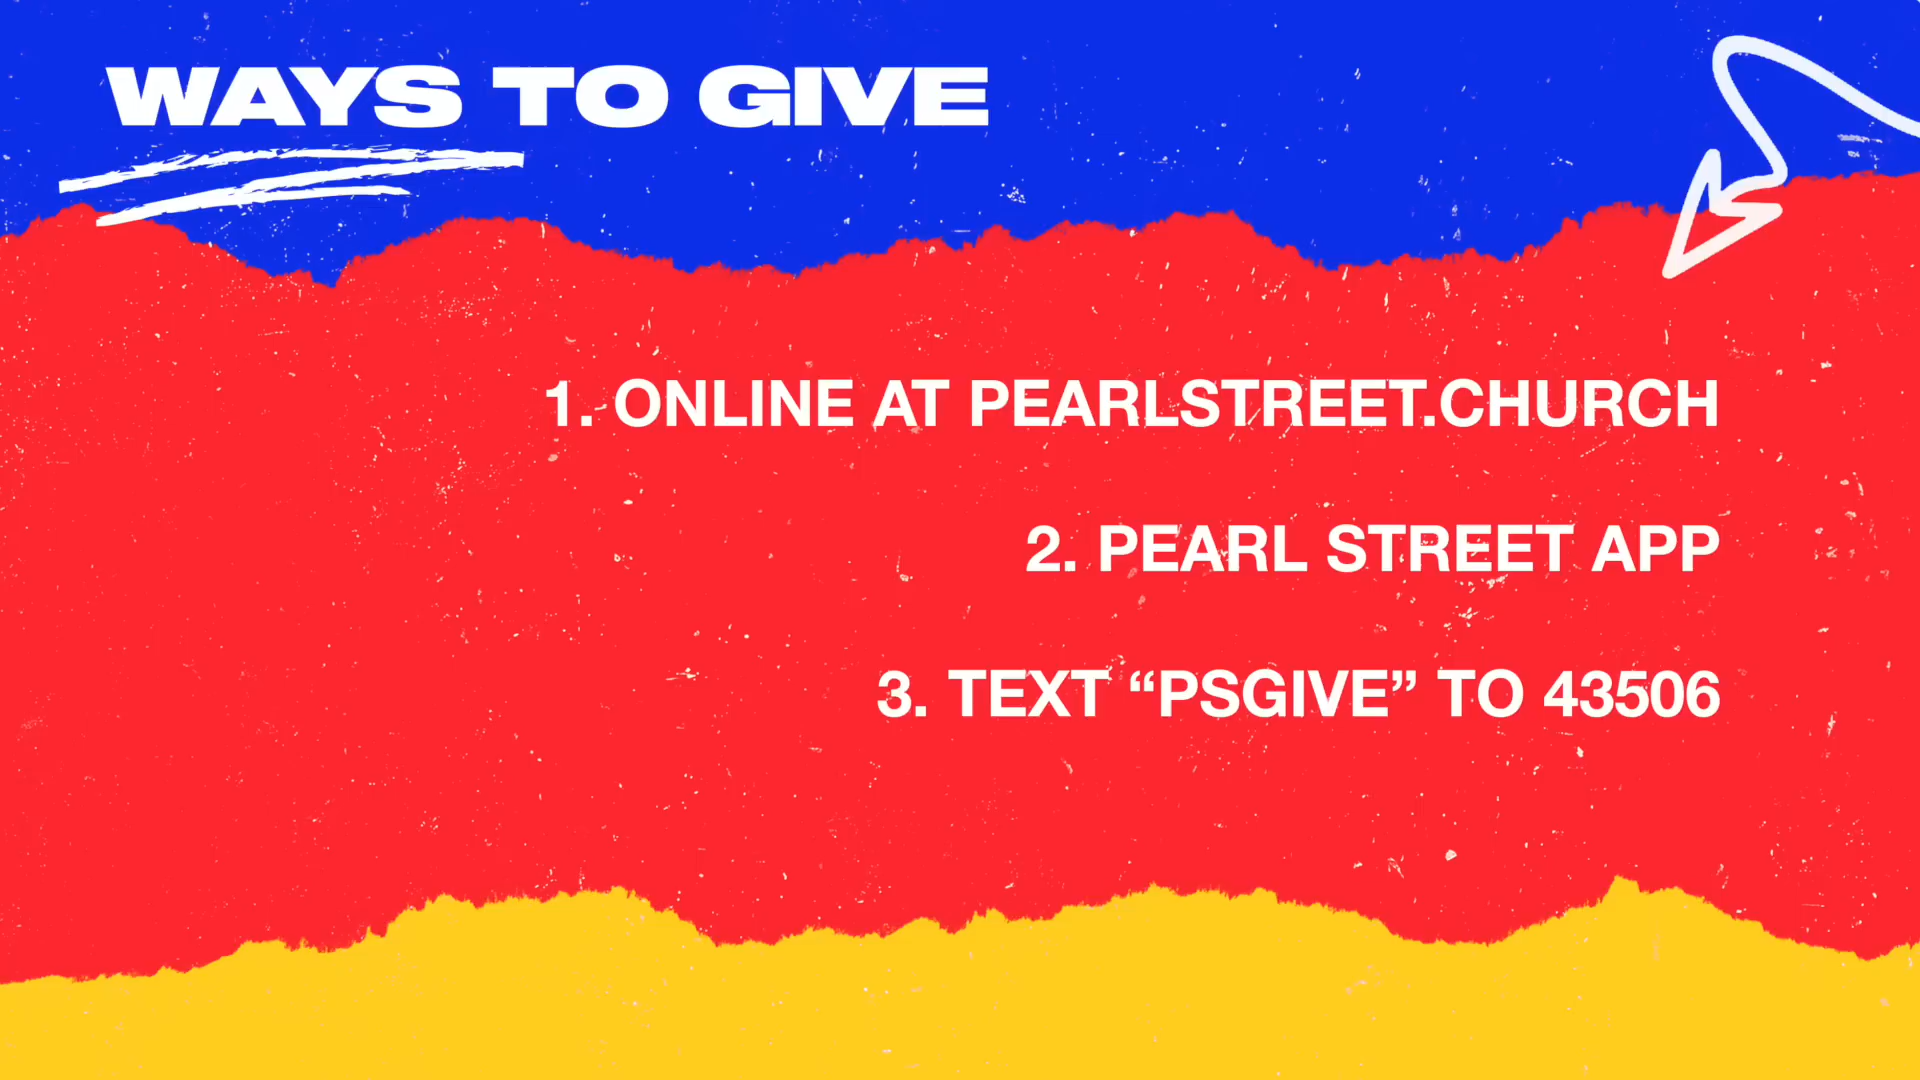 WAYS TO GIVE
1. ONLINE AT PEARLSTREET.CHURCH
2. PEARL STREET APP
3. TEXT “PSGIVE” TO 43506